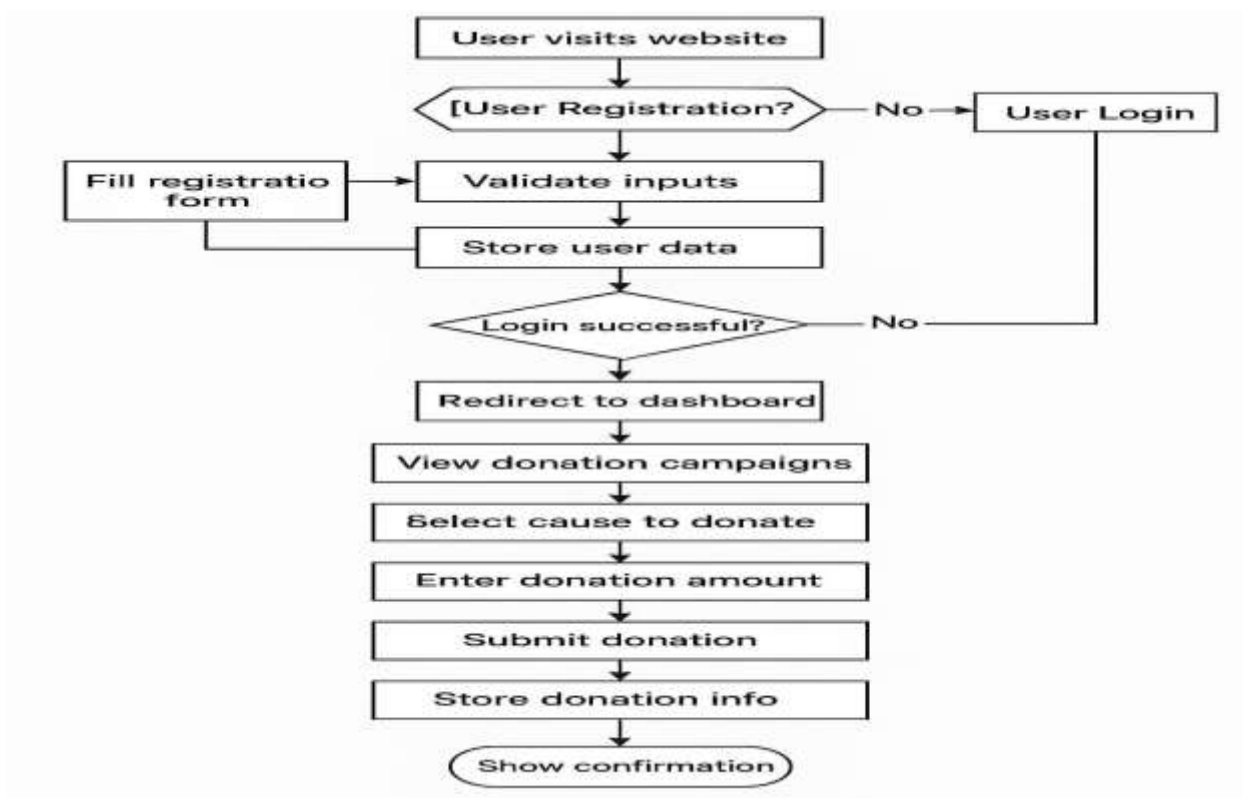 User visits website
[User Registration?
No
User Login
Fill registratio
form
Validate inputs
Store user data
Login successful?
No
Redirect to dashboard
View donation campaigns
Select cause to donate
Enter donation amount
Submit donation
Store donation info
Show confirmation